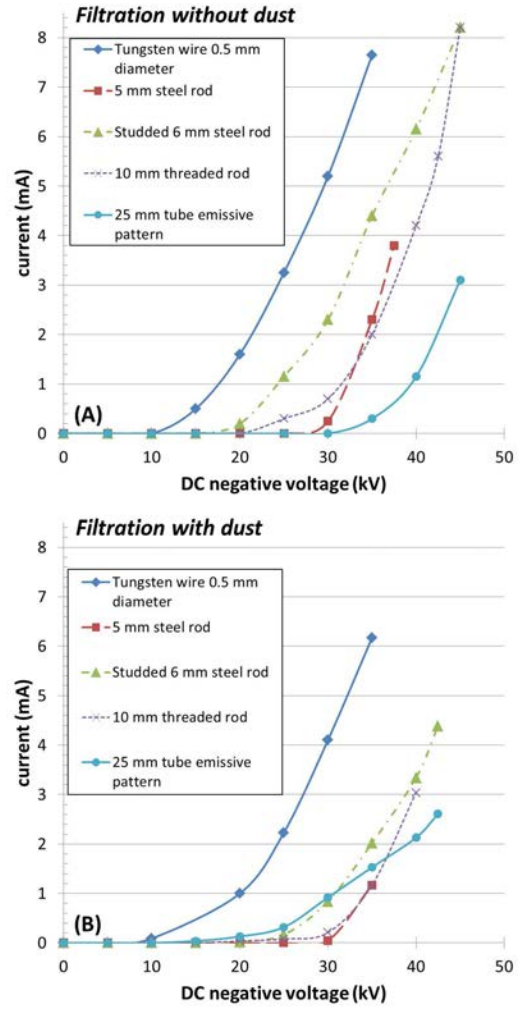 Filtration without dust
8
7
6
5
4
3
2
1
0
current (mA)
Tungsten wire 0.5 mm
diameter
5 mm steel rod
Studded 6 mm steel rod
10 mm threaded rod
25 mm tube emissive
pattern
(A)
0 10 20 30 40 50
DC negative voltage (kV)
Filtration with dust
8
7
6
5
4
3
2
1
0
current (mA)
Tungsten wire 0.5 mm
diameter
5 mm steel rod
Studded 6 mm steel rod
10 mm threaded rod
25 mm tube emissive
pattern
(B)
0 10 20 30 40 50
DC negative voltage (kV)